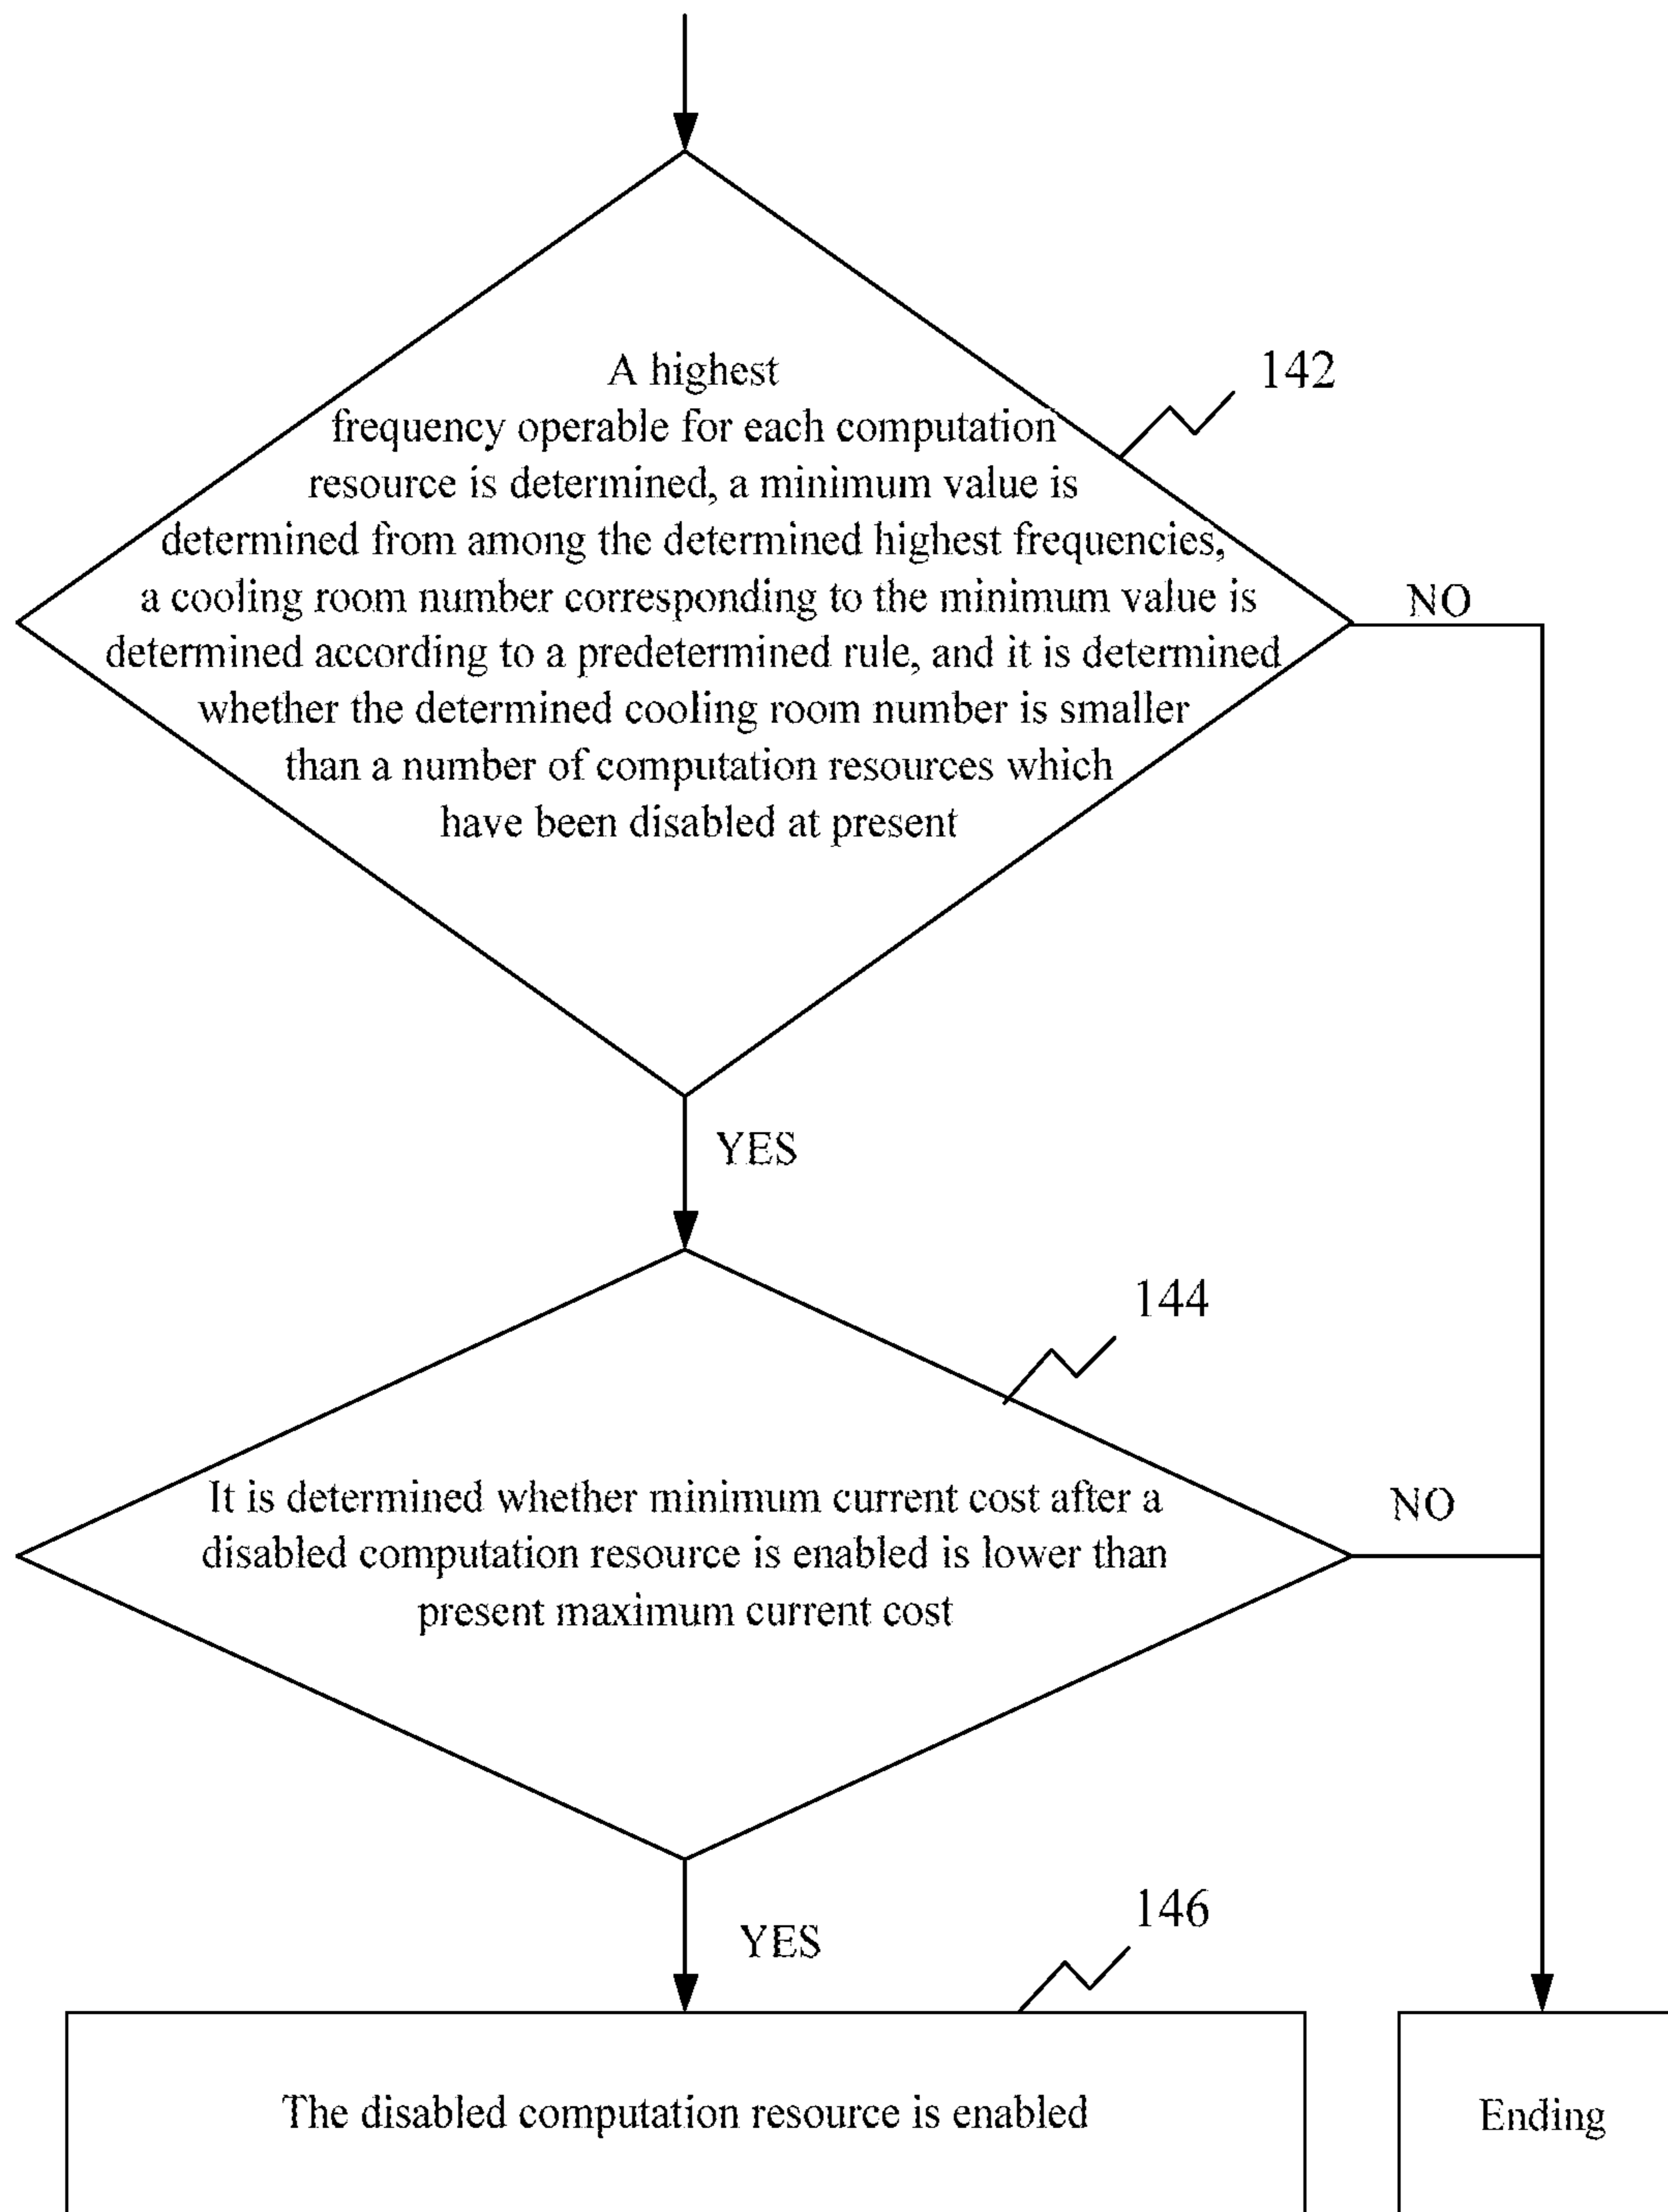 A highest
frequency operable for each computation
resource is determined, a minimum value is
determined from among the determined highest frequencies,
a cooling room number corresponding to the minimum value is
determined according to a predetermined rule, and it is determined
whether the determined cooling room number is smaller
than a number of computation resources which
have been disabled at present
142
NO
YES
144
It is determined whether minimum current cost after a
disabled computation resource is enabled is lower than
present maximum current cost
NO
YES
146
The disabled computation resource is enabled
Ending